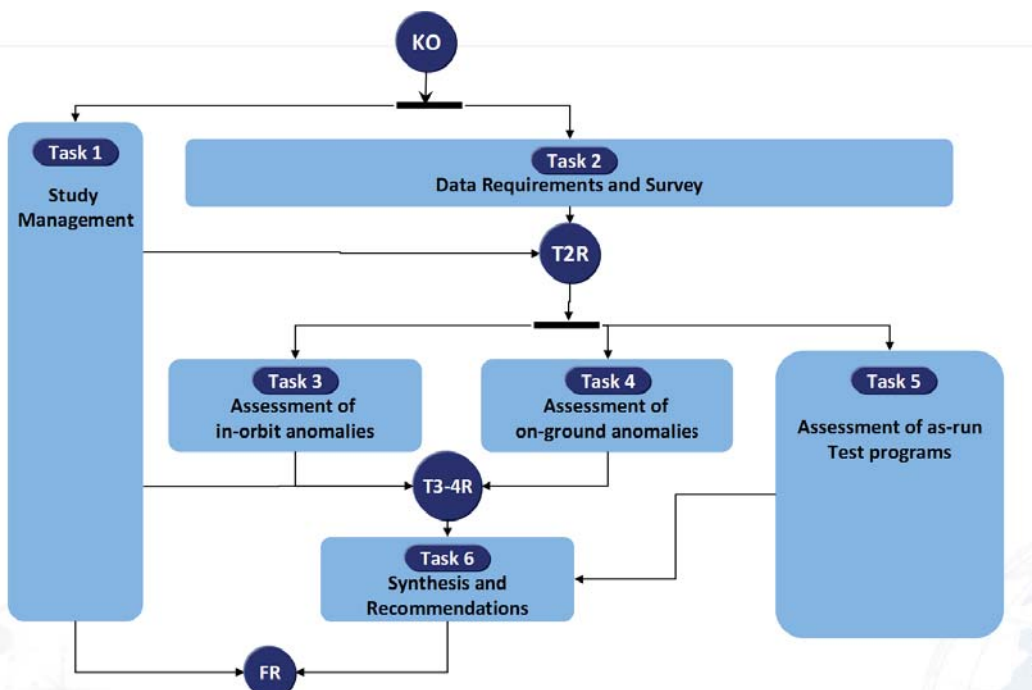 KO
Task 1
Study
Management
Task 2
Data Requirements and Survey
T2R
Task 3
Assessment of
in-orbit anomalies
Task 4
Assessment of
on-ground anomalies
Task 5
Assessment of as-run
Test programs
T3-4R
Task 6
Synthesis and
Recommendations
FR